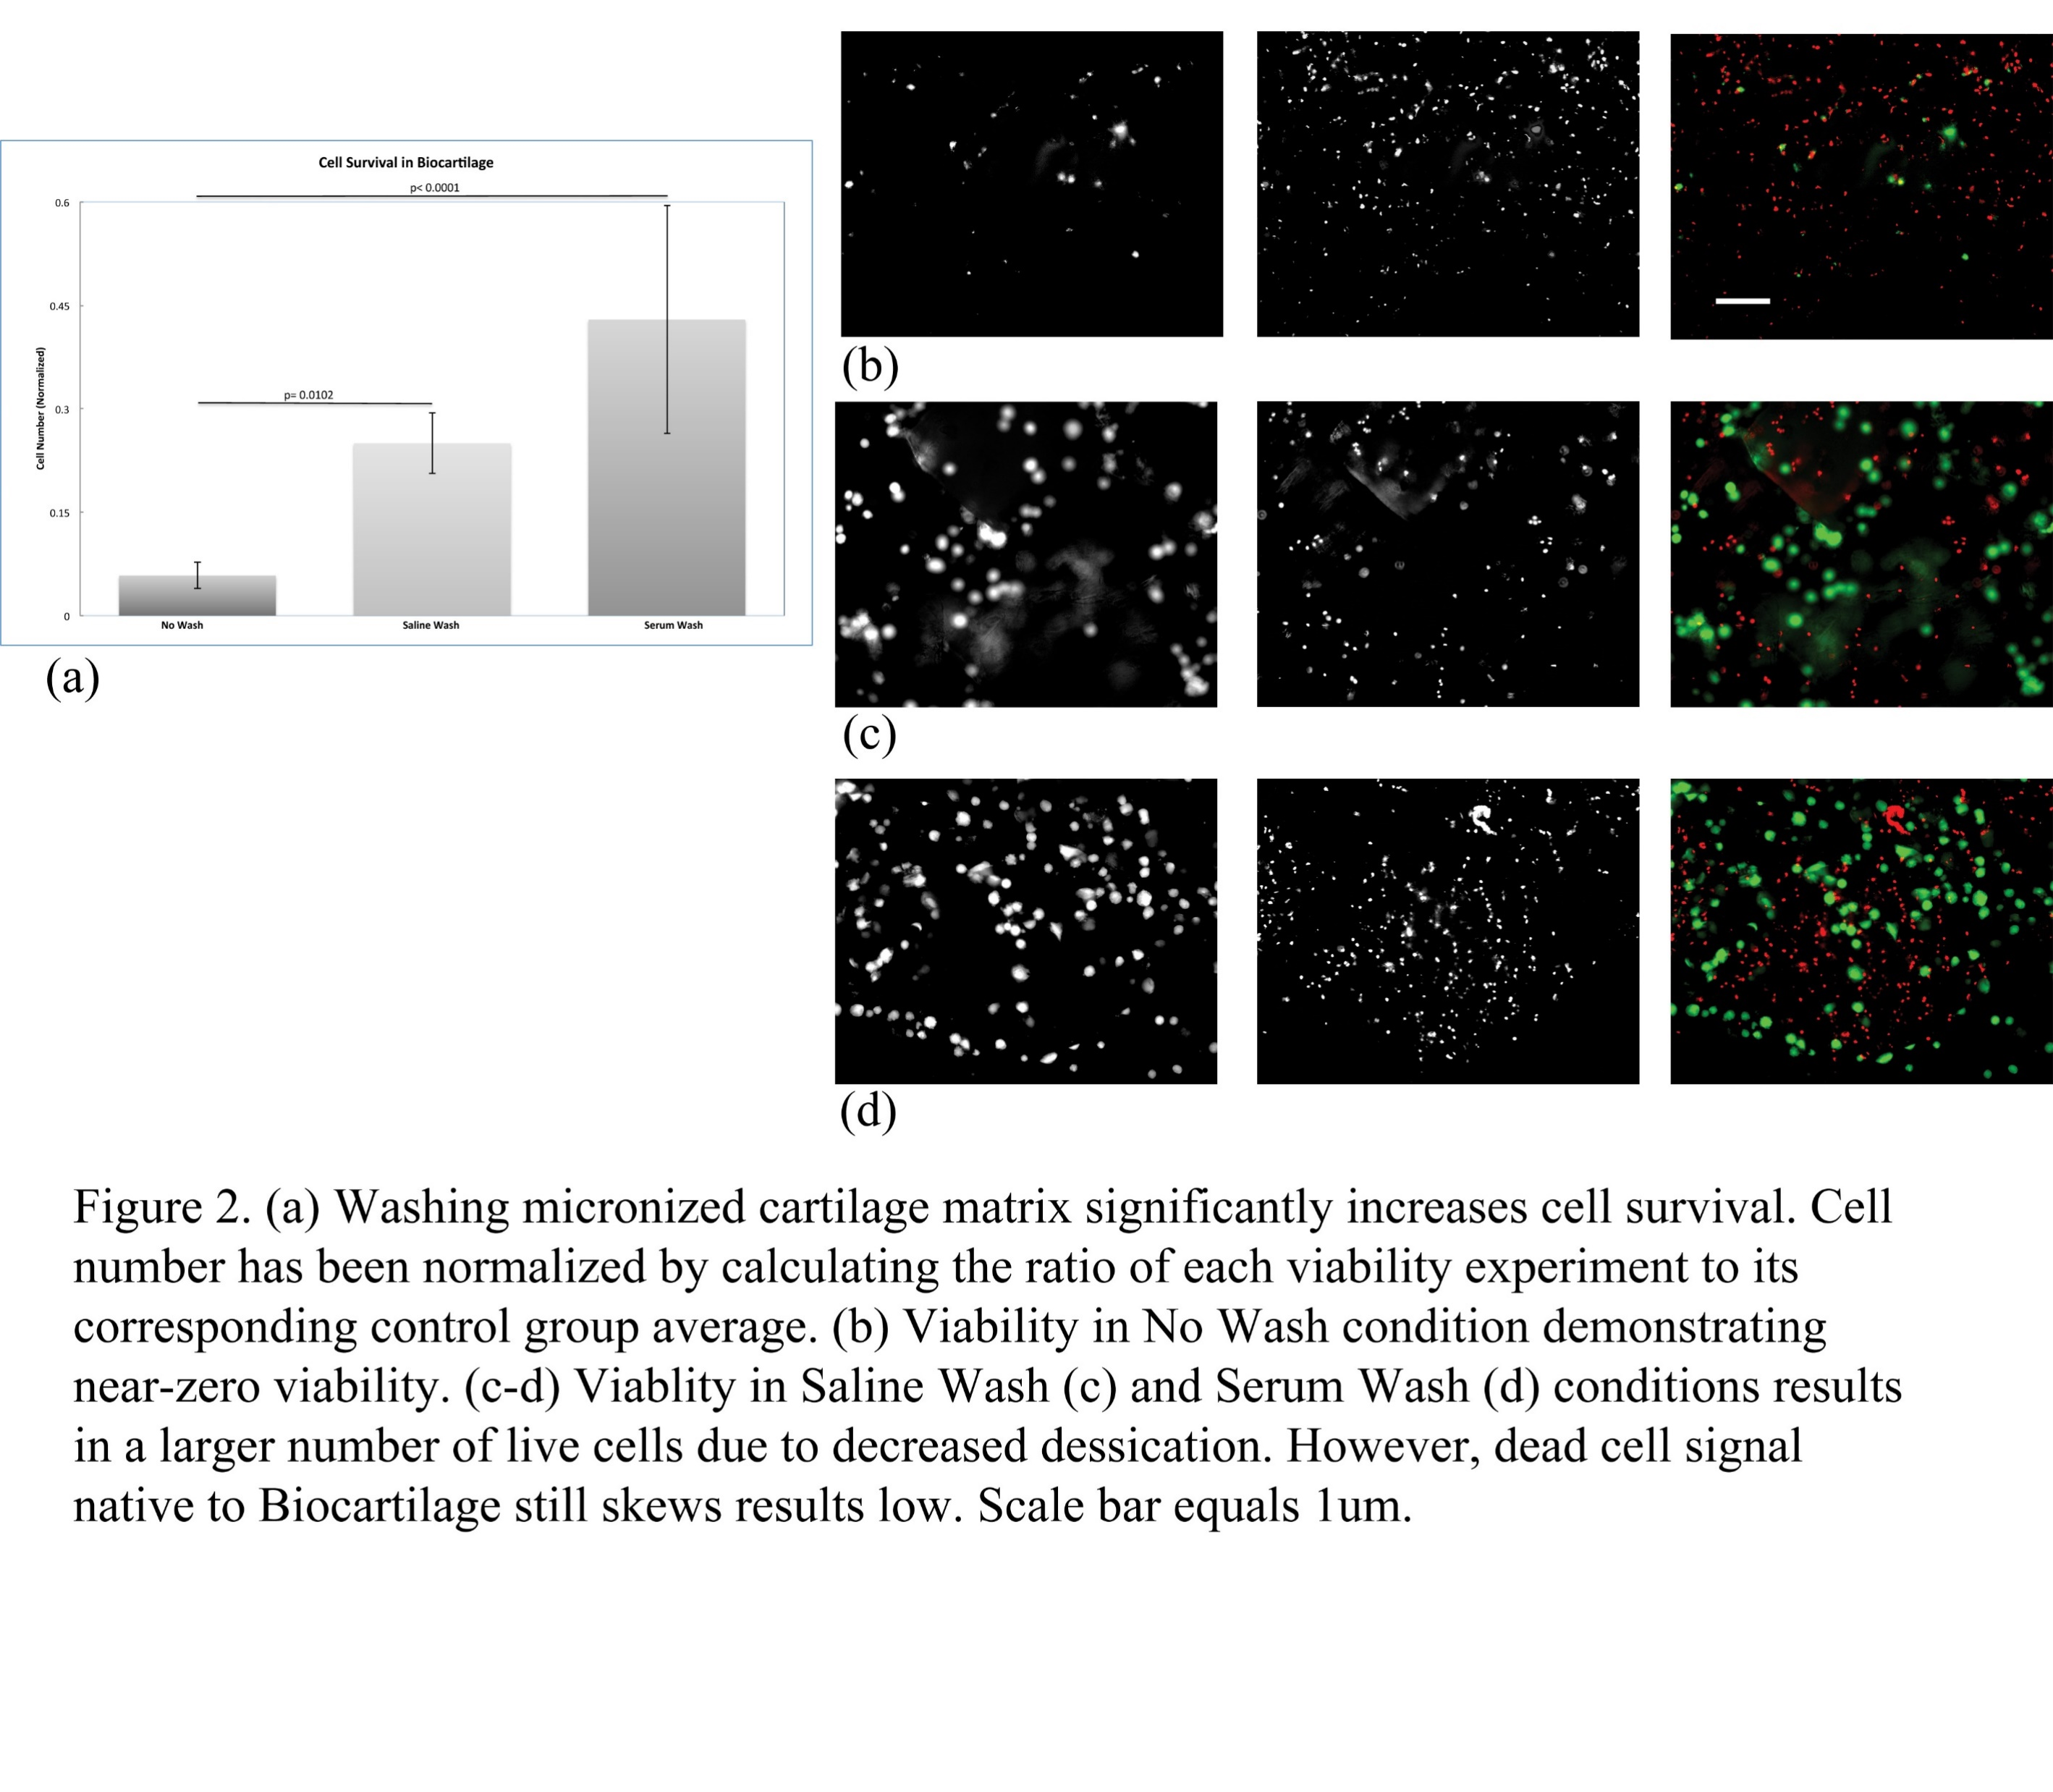 Cell Survival in Biocartilage
p< 0.0001
0.6
0.45
0.3
0.15
0
Cell Number (Normalized)
p= 0.0102
No Wash
Saline Wash
Serum Wash
(a)
(b)
(c)
(d)
Figure 2. (a) Washing micronized cartilage matrix significantly increases cell survival. Cell
number has been normalized by calculating the ratio of each viability experiment to its
corresponding control group average. (b) Viability in No Wash condition demonstrating
near-zero viability. (c-d) Viablity in Saline Wash (c) and Serum Wash (d) conditions results
in a larger number of live cells due to decreased dessication. However, dead cell signal
native to Biocartilage still skews results low. Scale bar equals 1um.